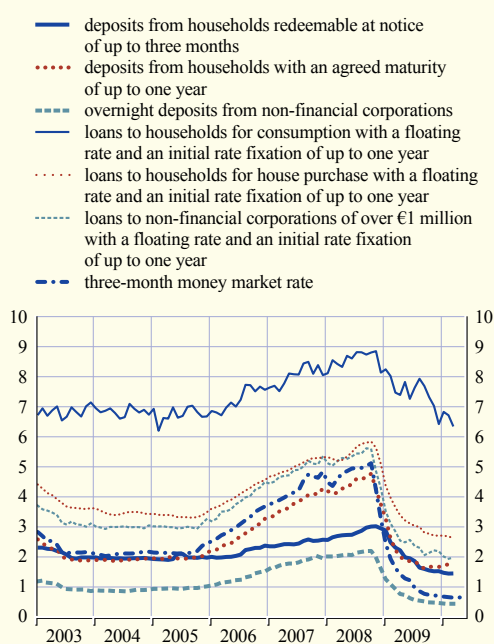 deposits from households redeemable at notice
of up to three months
deposits from households with an agreed maturity
of up to one year
overnight deposits from non-financial corporations
loans to households for consumption with a floating
rate and an initial rate fixation of up to one year
loans to households for house purchase with a floating
rate and an initial rate fixation of up to one year
loans to non-financial corporations of over €1 million
with a floating rate and an initial rate fixation
of up to one year
three-month money market rate
10 10
9 9
8 8
7 7
6 6
5 5
4 4
3 3
2 2
1 1
0 0
2003 2004 2005 2006 2007 2008 2009